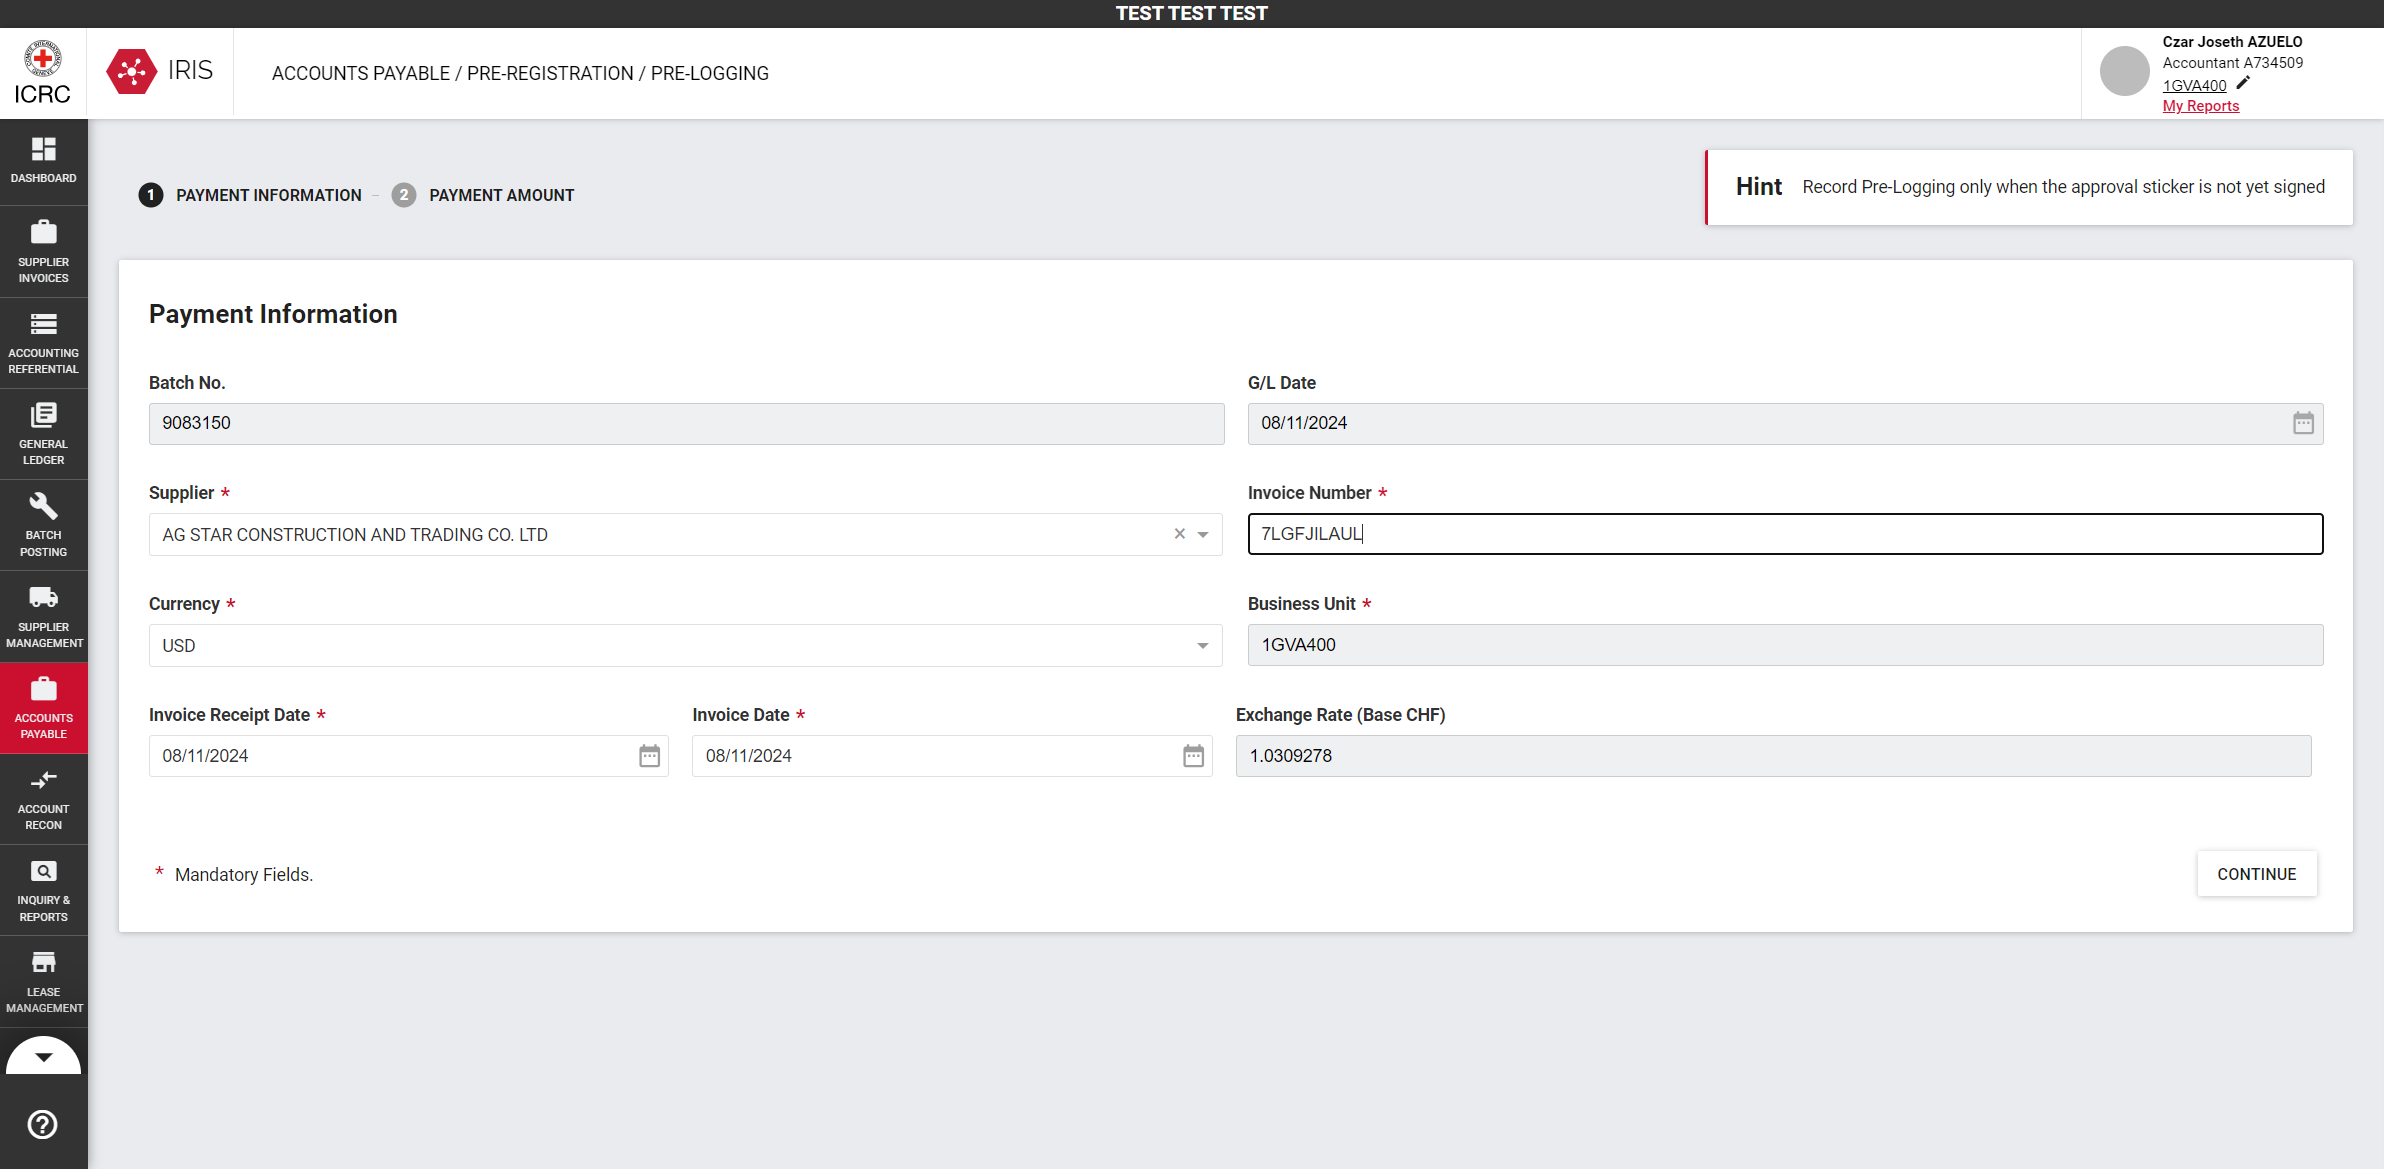 TEST TEST TEST
ICRC
IRIS
ACCOUNTS PAYABLE / PRE-REGISTRATION / PRE-LOGGING
Czar Joseth AZUELO
Accountant A734509
1GVA400
My Reports
DASHBOARD
SUPPLIER
INVOICES
ACCOUNTING
REFERENTIAL
GENERAL
LEDGER
BATCH
POSTING
SUPPLIER
MANAGEMENT
ACCOUNTS
PAYABLE
ACCOUNT
RECON
INQUIRY &
REPORTS
LEASE
MANAGEMENT
1 PAYMENT INFORMATION – 2 PAYMENT AMOUNT
Hint Record Pre-Logging only when the approval sticker is not yet signed
Payment Information
Batch No.
9083150
G/L Date
08/11/2024
Supplier *
AG STAR CONSTRUCTION AND TRADING CO. LTD
Invoice Number *
7LGFJILAUL
Currency *
USD
Business Unit *
1GVA400
Invoice Receipt Date *
08/11/2024
Invoice Date *
08/11/2024
Exchange Rate (Base CHF)
1.0309278
* Mandatory Fields.
CONTINUE